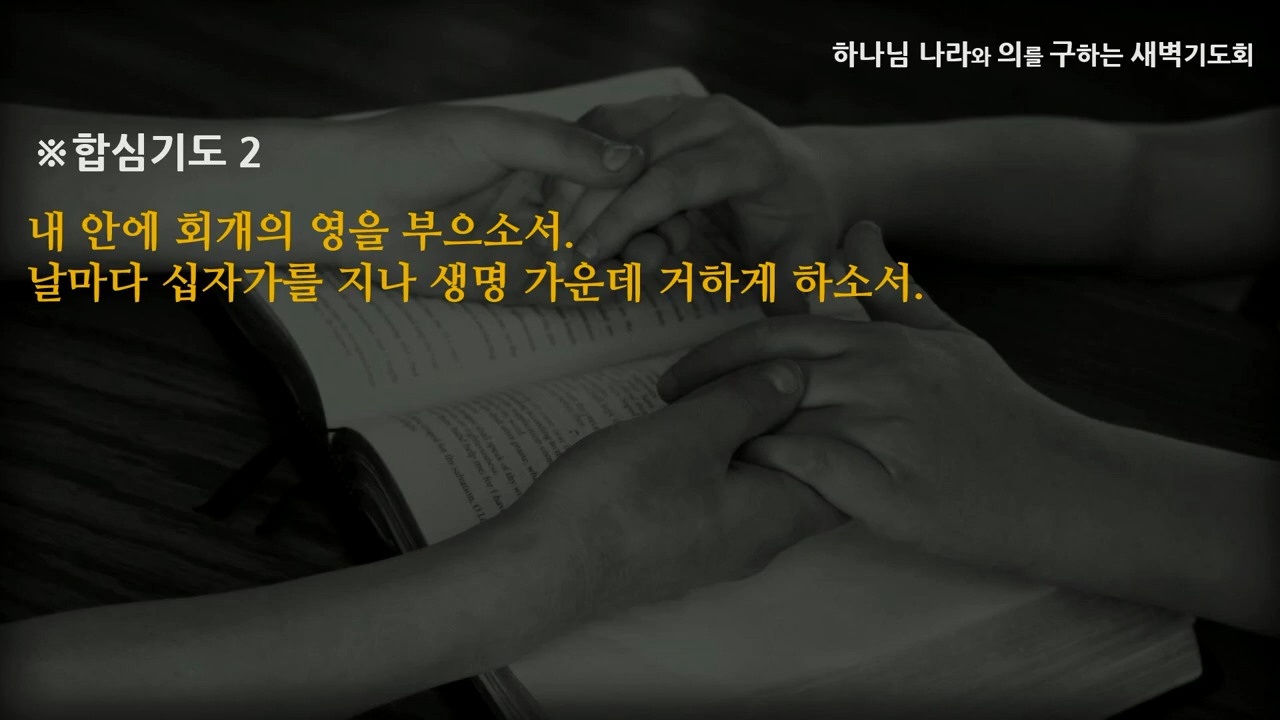 하나님 나라와 의를 구하는 새벽기도회
※합심기도 2
내 안에 회개의 영을 부으소서.
날마다 십자가를 지나 생명 가운데 거하게 하소서.